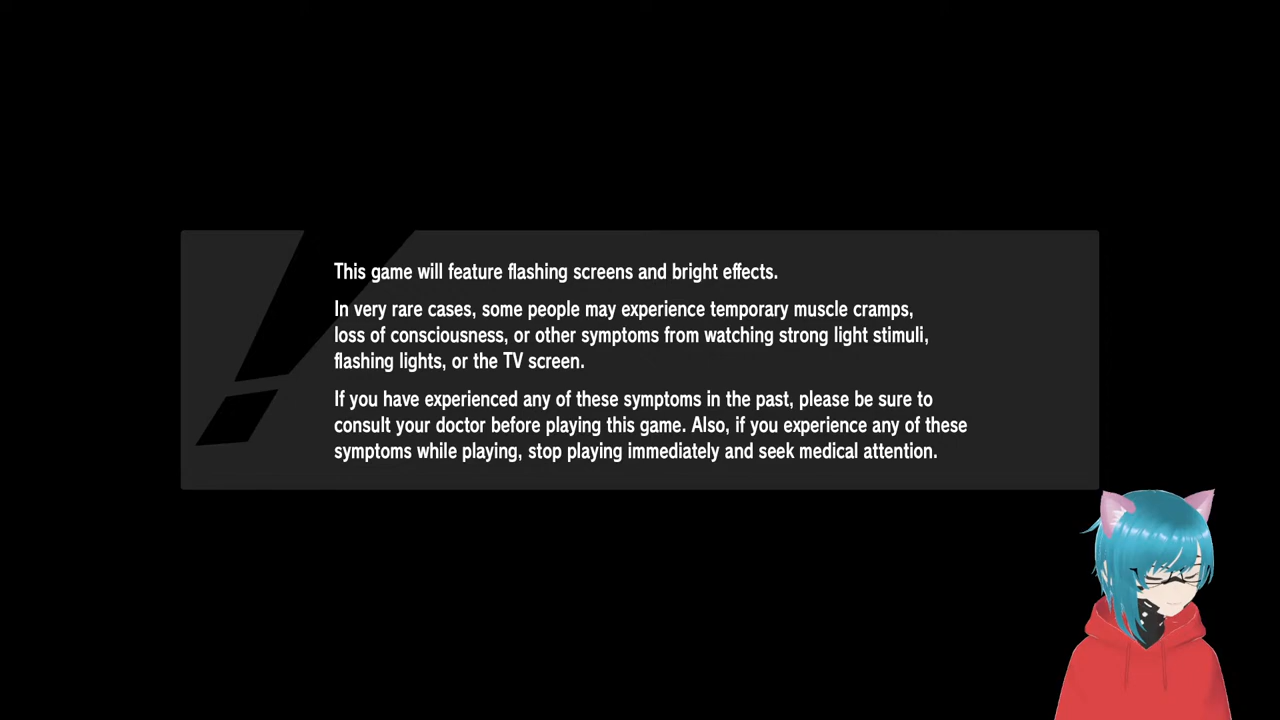 This game will feature flashing screens and bright effects.
In very rare cases, some people may experience temporary muscle cramps,
loss of consciousness, or other symptoms from watching strong light stimuli,
flashing lights, or the TV screen.
If you have experienced any of these symptoms in the past, please be sure to
consult your doctor before playing this game. Also, if you experience any of these
symptoms while playing, stop playing immediately and seek medical attention.